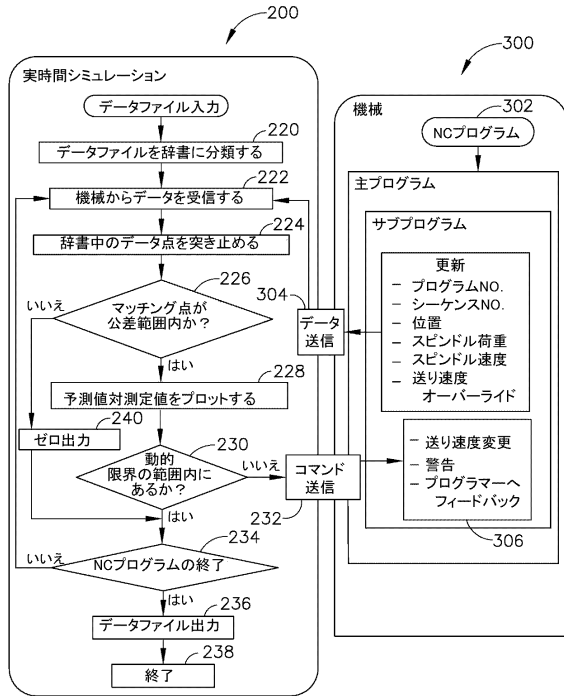 200
実時間シミュレーション
データファイル入力
220
データファイルを辞書に分類する
222
機械からデータを受信する
224
辞書中のデータ点を突き止める
226
いいえ
マッチング点が
公差範囲内か?
はい
228
予測値対測定値をプロットする
240
ゼロ出力
230
動的
限界の範囲内に
あるか?
いいえ
はい
234
いいえ
NCプログラムの終了
はい
236
データファイル出力
238
終了
304
データ
送信
コマンド
送信
232
300
機械
302
NCプログラム
主プログラム
サブプログラム
更新
− プログラムNO.
− シーケンスNO.
− 位置
− スピンドル荷重
− スピンドル速度
− 送り速度
オーバーライド
− 送り速度変更
− 警告
− プログラマーへ
フィードバック
306